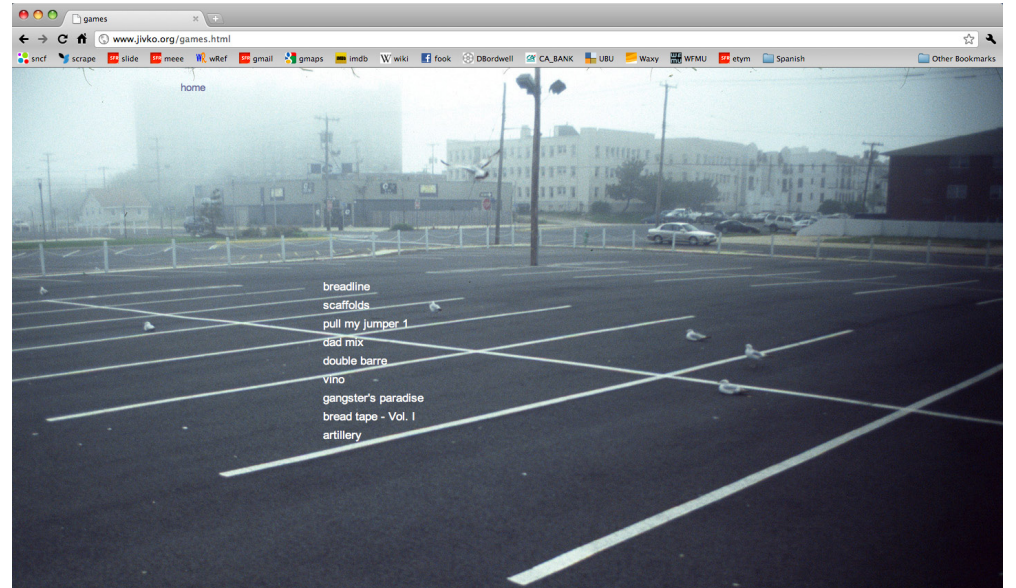 games
www.jivko.org/games.html
sncf scrape slide meee wRef gmail gmaps imdb wiki fook DBordwell CA_BANK UBU Waxy WFMU etym Spanish Other Bookmarks
home
breadline
scaffolds
pull my jumper 1
dad mix
double barre
vino
gangster's paradise
bread tape - Vol. I
artillery